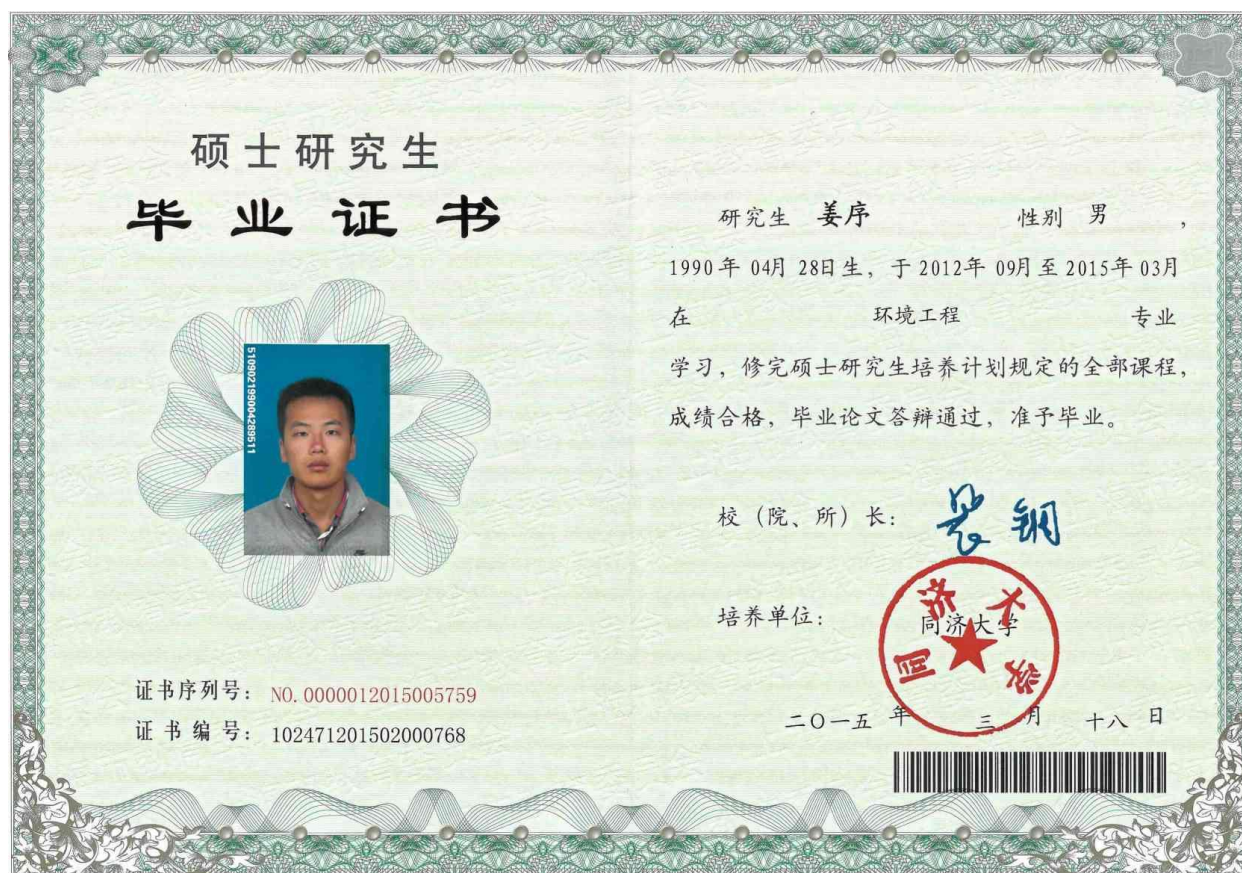 硕士研究生
毕业证书
510902199004289511
证书序列号： NO. 0000012015005759
证书编号： 102471201502000768
研究生 姜序 性别 男 ，
1990年 04月 28日生，于 2012年 09月至 2015年 03月
在 环境工程 专业
学习，修完硕士研究生培养计划规定的全部课程，
成绩合格，毕业论文答辩通过，准予毕业。
校（院、所）长： 裴钢
培养单位： 同济大学
同济大学
二〇一五 年 三 月 十八 日